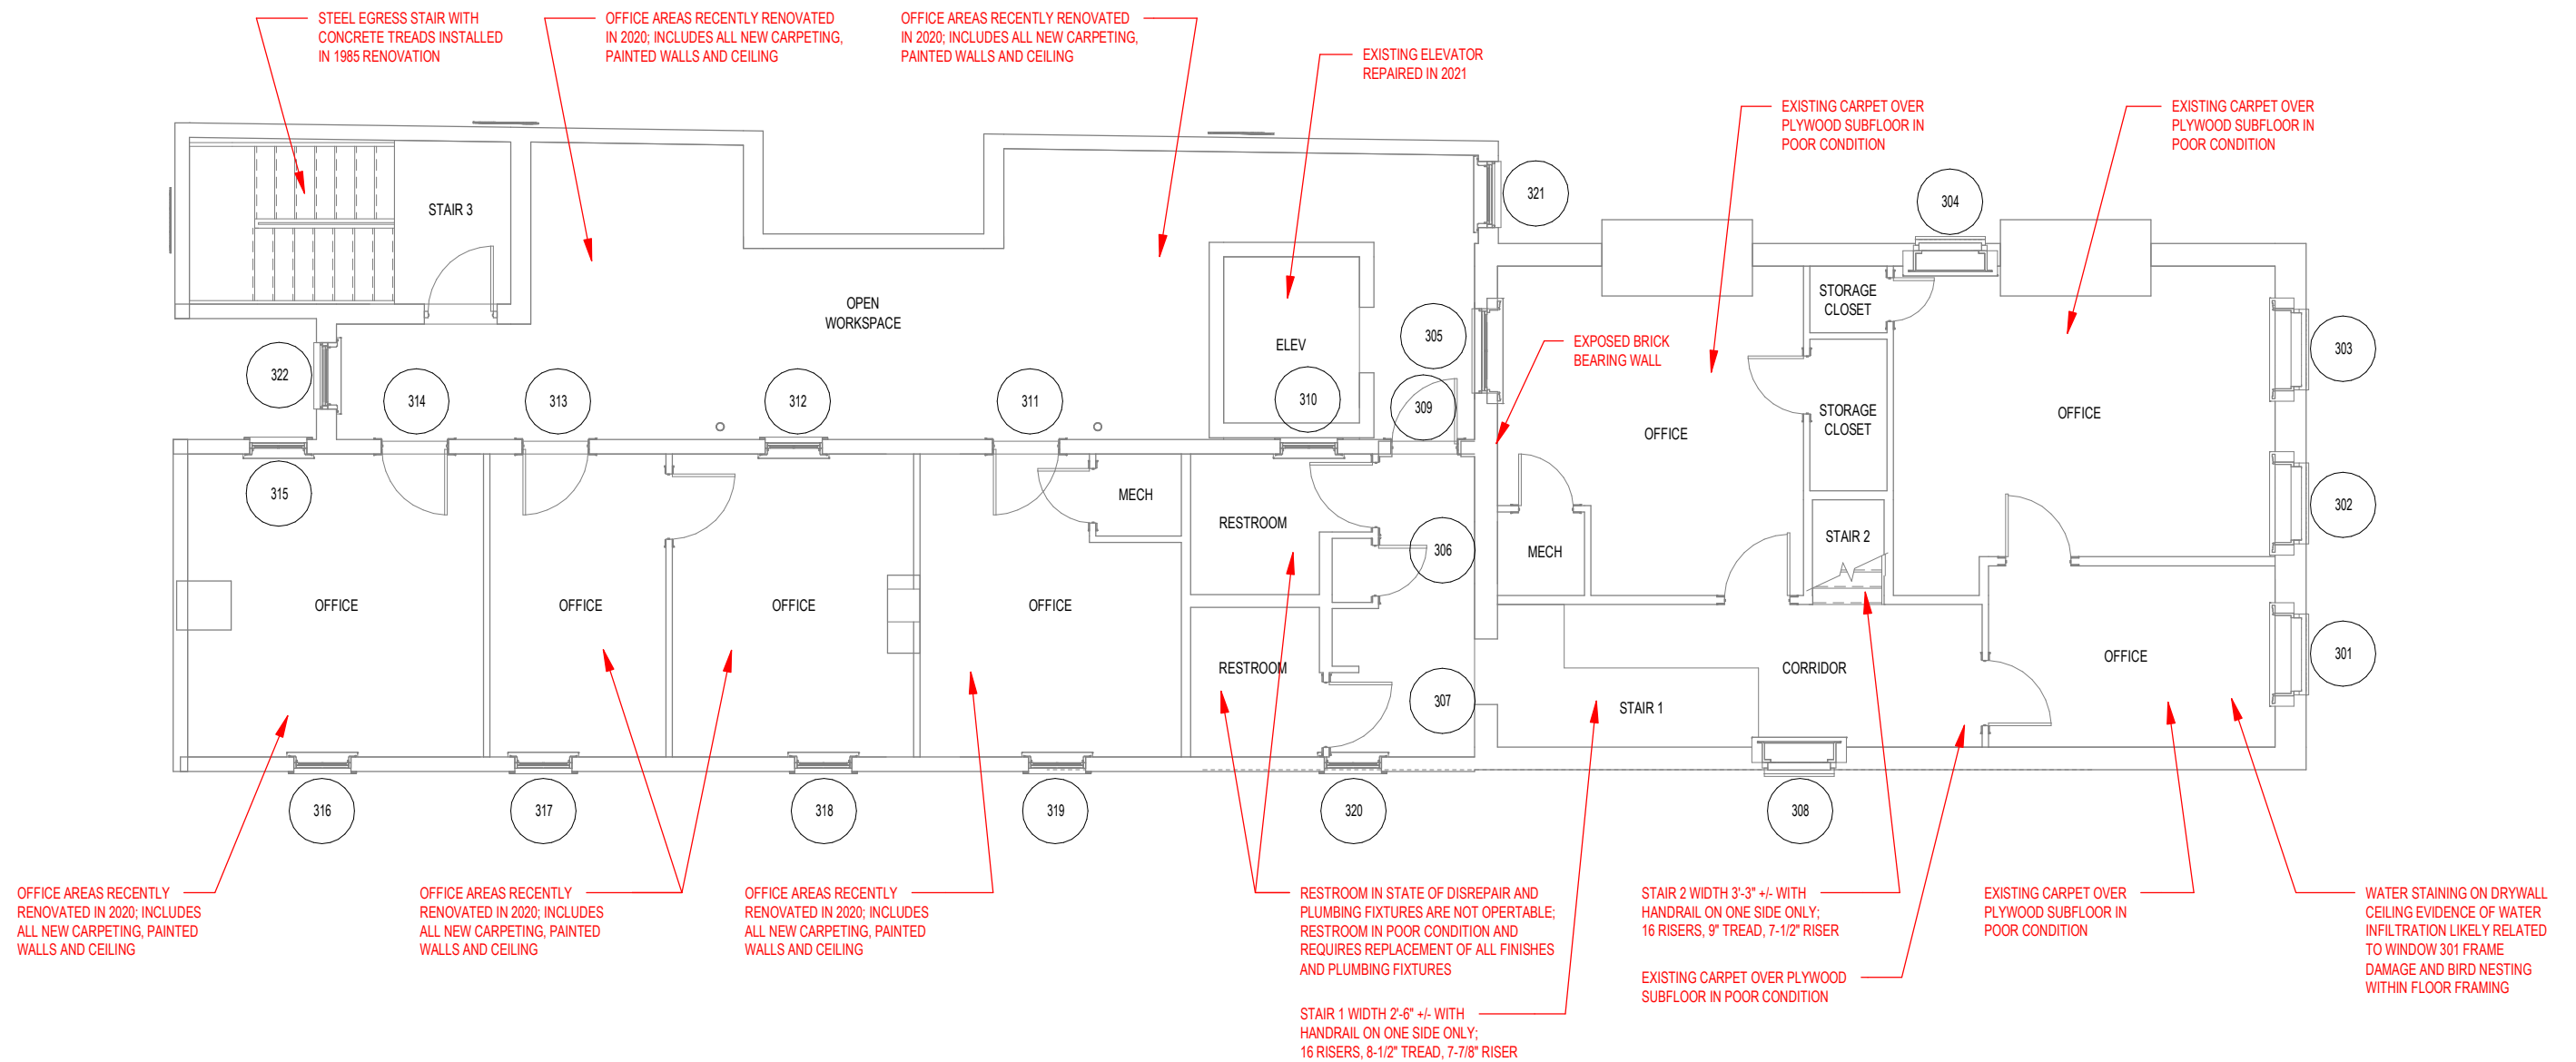 STEEL EGRESS STAIR WITH
CONCRETE TREADS INSTALLED
IN 1985 RENOVATION
OFFICE AREAS RECENTLY RENOVATED
IN 2020; INCLUDES ALL NEW CARPETING,
PAINTED WALLS AND CEILING
OFFICE AREAS RECENTLY RENOVATED
IN 2020; INCLUDES ALL NEW CARPETING,
PAINTED WALLS AND CEILING
EXISTING ELEVATOR
REPAIRED IN 2021
EXISTING CARPET OVER
PLYWOOD SUBFLOOR IN
POOR CONDITION
EXISTING CARPET OVER
PLYWOOD SUBFLOOR IN
POOR CONDITION
STAIR 3
321
304
OPEN
WORKSPACE
ELEV
305
EXPOSED BRICK
BEARING WALL
STORAGE
CLOSET
303
322
314
313
312
311
310
309
OFFICE
STORAGE
CLOSET
OFFICE
315
MECH
RESTROOM
306
MECH
STAIR 2
302
OFFICE
OFFICE
OFFICE
OFFICE
RESTROOM
307
STAIR 1
CORRIDOR
OFFICE
301
316
317
318
319
320
308
OFFICE AREAS RECENTLY
RENOVATED IN 2020; INCLUDES
ALL NEW CARPETING, PAINTED
WALLS AND CEILING
OFFICE AREAS RECENTLY
RENOVATED IN 2020; INCLUDES
ALL NEW CARPETING, PAINTED
WALLS AND CEILING
OFFICE AREAS RECENTLY
RENOVATED IN 2020; INCLUDES
ALL NEW CARPETING, PAINTED
WALLS AND CEILING
RESTROOM IN STATE OF DISREPAIR AND
PLUMBING FIXTURES ARE NOT OPERTABLE;
RESTROOM IN POOR CONDITION AND
REQUIRES REPLACEMENT OF ALL FINISHES
AND PLUMBING FIXTURES
STAIR 1 WIDTH 2'-6" +/- WITH
HANDRAIL ON ONE SIDE ONLY;
16 RISERS, 8-1/2" TREAD, 7-7/8" RISER
STAIR 2 WIDTH 3'-3" +/- WITH
HANDRAIL ON ONE SIDE ONLY;
16 RISERS, 9" TREAD, 7-1/2" RISER
EXISTING CARPET OVER PLYWOOD
SUBFLOOR IN POOR CONDITION
EXISTING CARPET OVER
PLYWOOD SUBFLOOR IN
POOR CONDITION
WATER STAINING ON DRYWALL
CEILING EVIDENCE OF WATER
INFILTRATION LIKELY RELATED
TO WINDOW 301 FRAME
DAMAGE AND BIRD NESTING
WITHIN FLOOR FRAMING